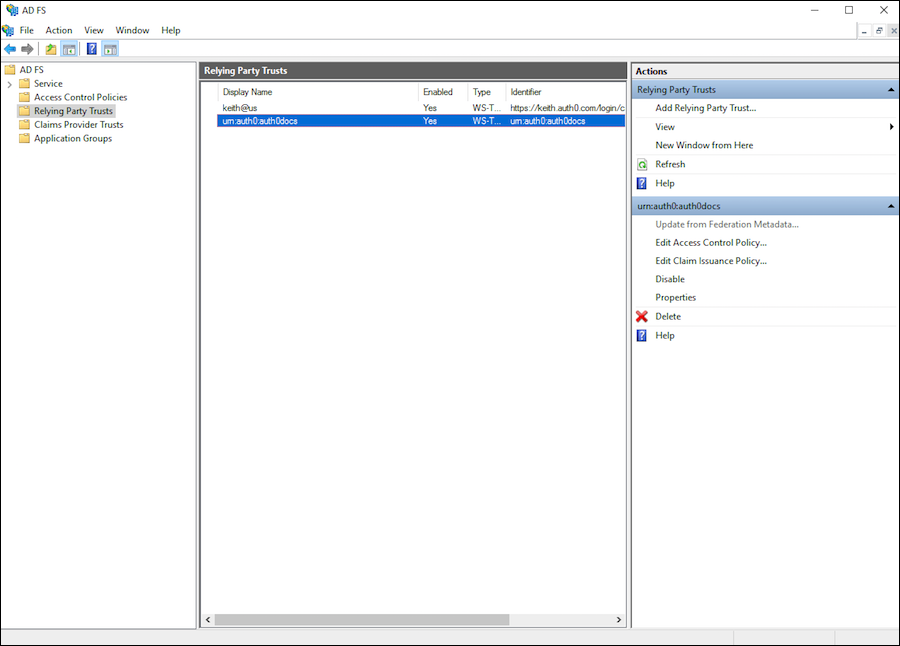 AD FS
File Action View Window Help
AD FS
Service
Access Control Policies
Relying Party Trusts
Claims Provider Trusts
Application Groups
Relying Party Trusts
Display Name Enabled Type Identifier
keith@us Yes WS-T... https://keith.auth0.com/login/c
urn:auth0:auth0docs Yes WS-T... urn:auth0:auth0docs
Actions
Relying Party Trusts
Add Relying Party Trust...
View
New Window from Here
Refresh
Help
urn:auth0:auth0docs
Update from Federation Metadata...
Edit Access Control Policy...
Edit Claim Issuance Policy...
Disable
Properties
Delete
Help